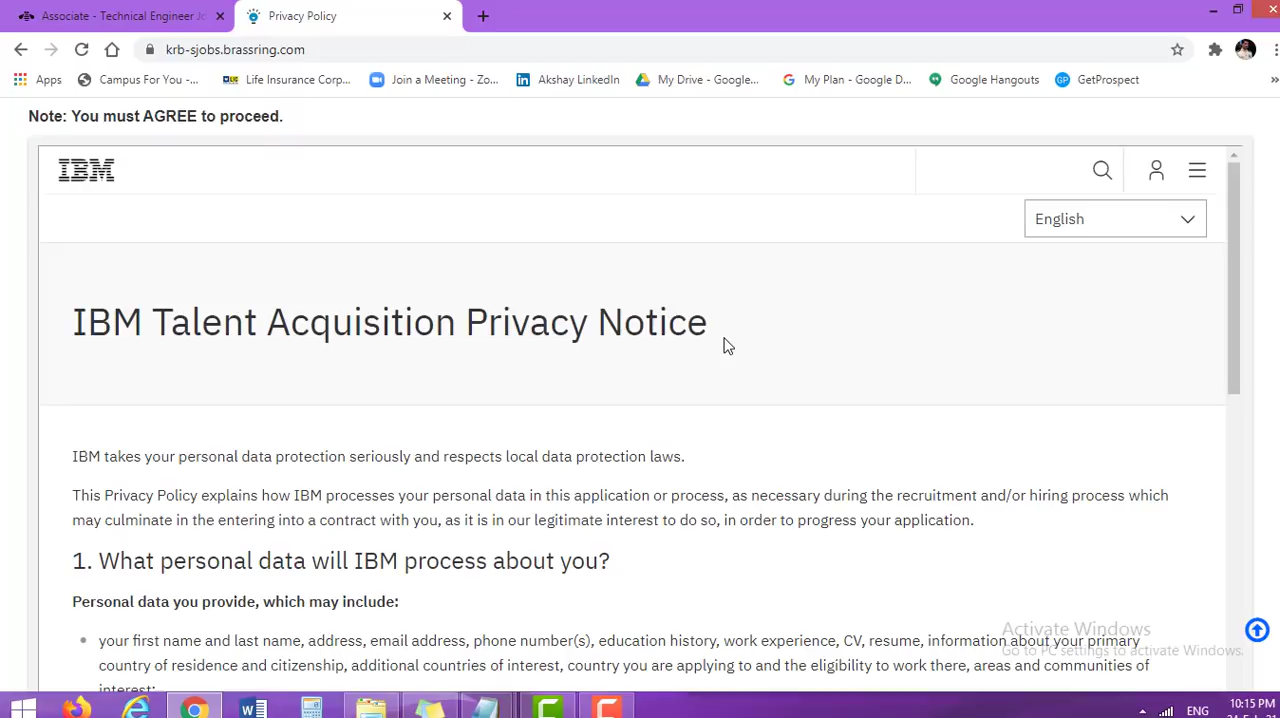 Associate - Technical Engineer Jo
Privacy Policy
krb-sjobs.brassring.com
Apps
Campus For You -...
Life Insurance Corp...
Join a Meeting - Zo...
Akshay LinkedIn
My Drive - Google...
My Plan - Google D...
Google Hangouts
GetProspect
Note: You must AGREE to proceed.
IBM
English
IBM Talent Acquisition Privacy Notice
IBM takes your personal data protection seriously and respects local data protection laws.
This Privacy Policy explains how IBM processes your personal data in this application or process, as necessary during the recruitment and/or hiring process which
may culminate in the entering into a contract with you, as it is in our legitimate interest to do so, in order to progress your application.
1. What personal data will IBM process about you?
Personal data you provide, which may include:
your first name and last name, address, email address, phone number(s), education history, work experience, CV, resume, information about your primary
country of residence and citizenship, additional countries of interest, country you are applying to and the eligibility to work there, areas and communities of
interest;
Activate Windows
Go to PC settings to activate Windows.
ENG
10:15 PM